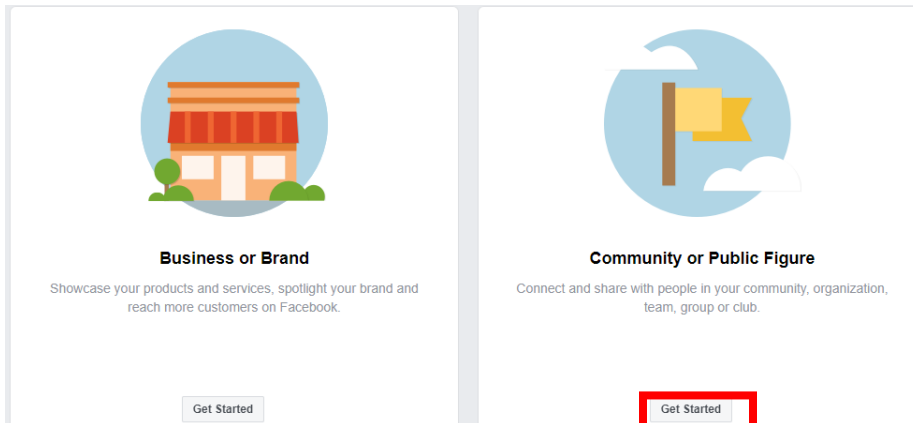 Business or Brand
Showcase your products and services, spotlight your brand and
reach more customers on Facebook.
Get Started
Community or Public Figure
Connect and share with people in your community, organization,
team, group or club.
Get Started